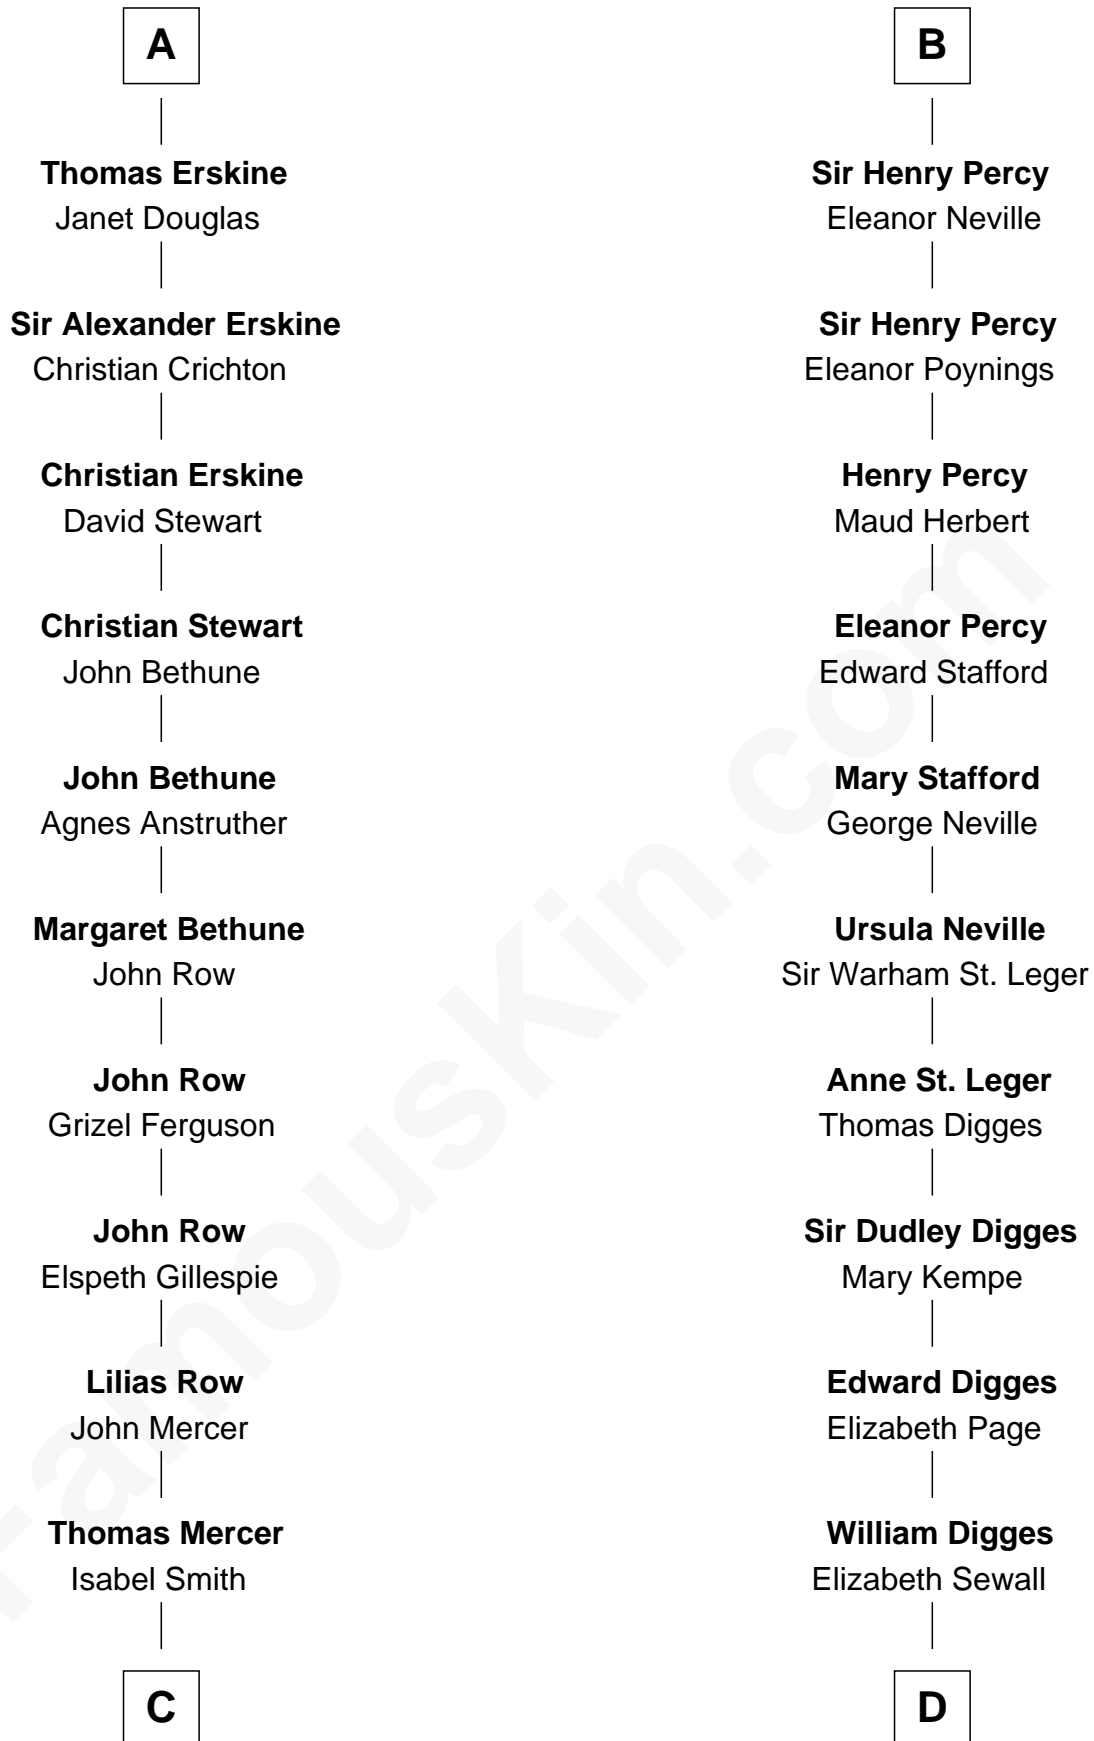 A
Thomas Erskine
Janet Douglas
Sir Alexander Erskine
Christian Crichton
Christian Erskine
David Stewart
Christian Stewart
John Bethune
John Bethune
Agnes Anstruther
Margaret Bethune
John Row
John Row
Grizel Ferguson
John Row
Elspeth Gillespie
Lilias Row
John Mercer
Thomas Mercer
Isabel Smith
C
B
Sir Henry Percy
Eleanor Neville
Sir Henry Percy
Eleanor Poynings
Henry Percy
Maud Herbert
Eleanor Percy
Edward Stafford
Mary Stafford
George Neville
Ursula Neville
Sir Warham St. Leger
Anne St. Leger
Thomas Digges
Sir Dudley Digges
Mary Kempe
Edward Digges
Elizabeth Page
William Digges
Elizabeth Sewall
D
FamousKin.com